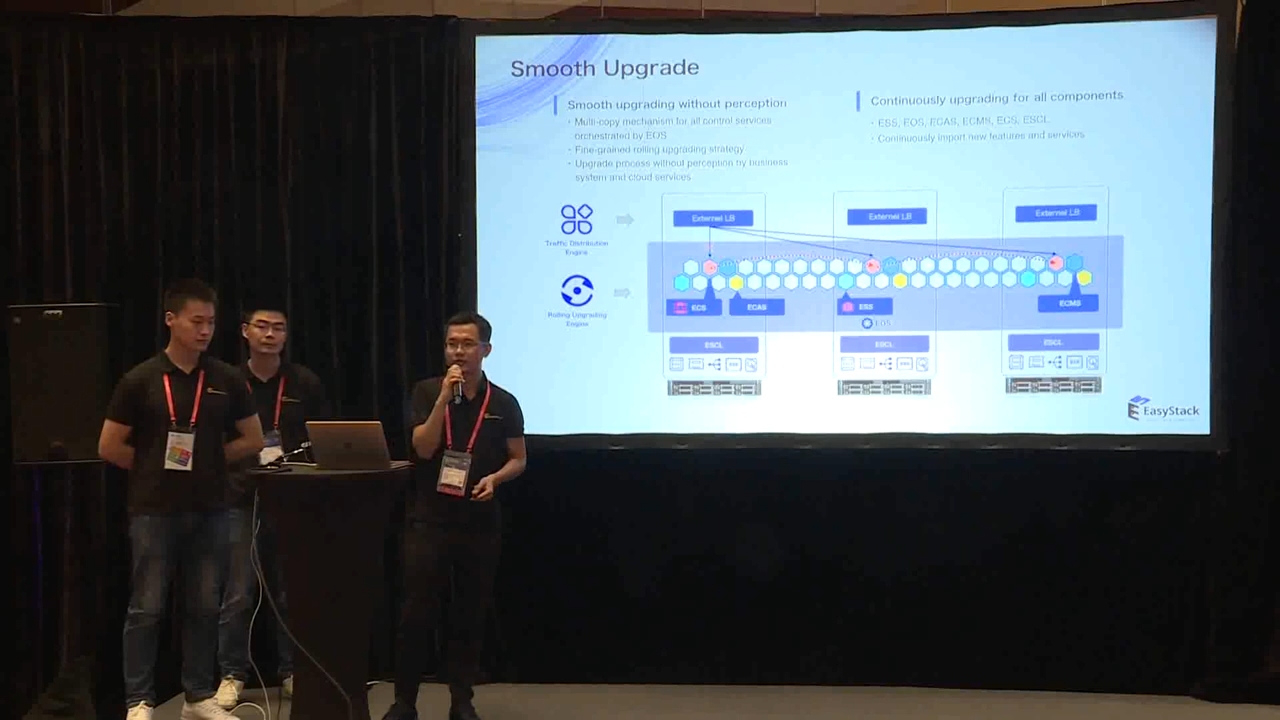 Smooth Upgrade
Smooth upgrading without perception
• Multi-copy mechanism for all control services
orchestrated by EOS
• Fine-grained rolling upgrading strategy
• Upgrade process without perception by business
system and cloud services
Continuously upgrading for all components
• ESS, EOS, ECAS, ECMS, ECS, ESCL
• Continuously import new features and services
Traffic Distribution
Engine
External LB
External LB
External LB
Rolling Upgrading
Engine
ECS
ECAS
ESS
ECMS
EOS
ESCL
ESCL
ESCL
EasyStack